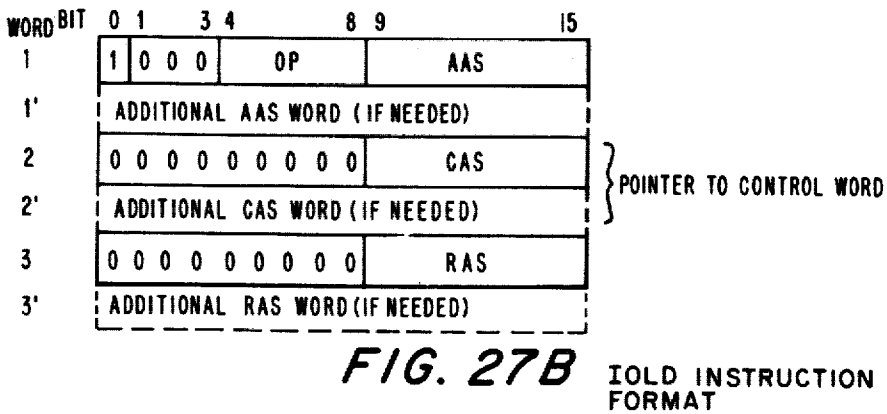 WORD BIT 0 1 3 4 8 9 15
1 1 0 0 0 OP AAS
1' ADDITIONAL AAS WORD (IF NEEDED)
2 0 0 0 0 0 0 0 0 0 CAS
POINTER TO CONTROL WORD
2' ADDITIONAL CAS WORD (IF NEEDED)
3 0 0 0 0 0 0 0 0 0 RAS
3' ADDITIONAL RAS WORD (IF NEEDED)
FIG. 27B IOLD INSTRUCTION
FORMAT